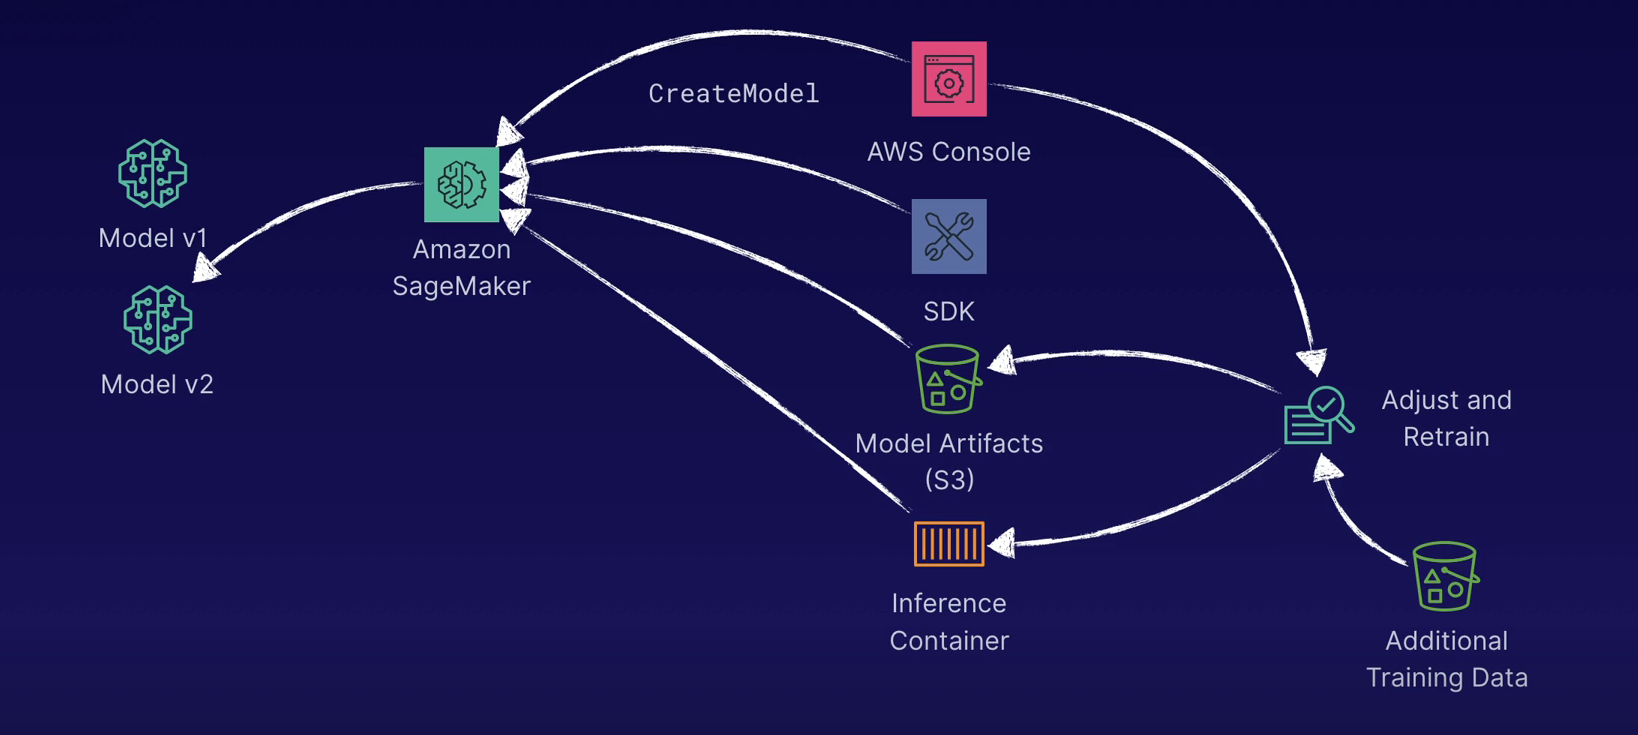 CreateModel
AWS Console
Model v1
Amazon
SageMaker
SDK
Model v2
Adjust and
Retrain
Model Artifacts
(S3)
Inference
Container
Additional
Training Data